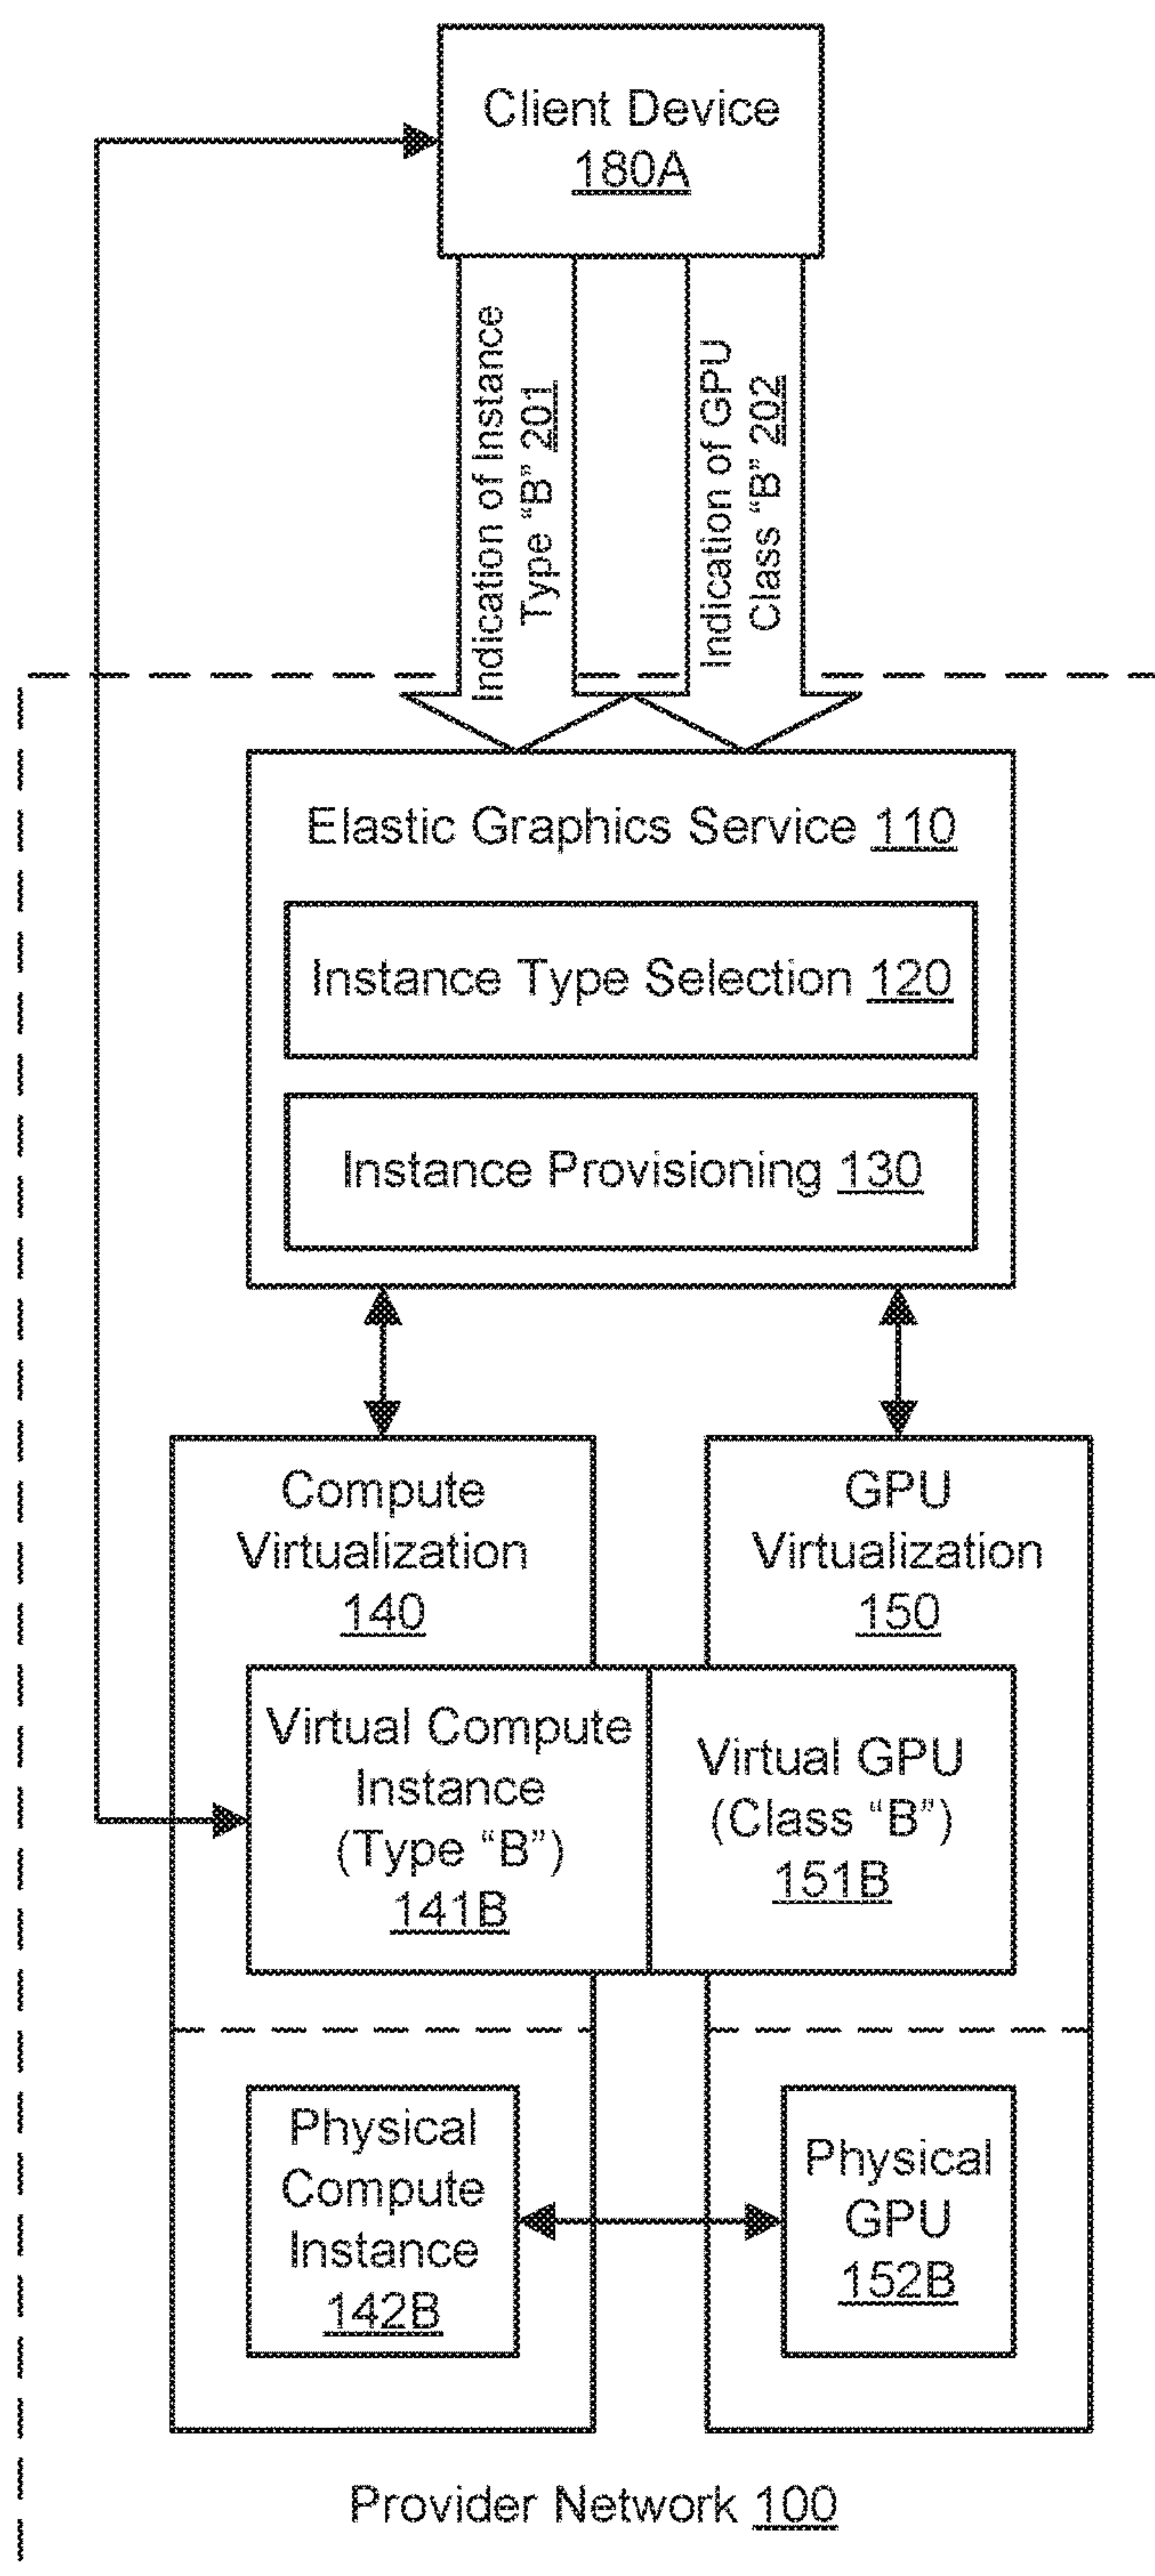 Client Device
180A
Indication of Instance
Type “B” 201
Indication of GPU
Class “B” 202
Elastic Graphics Service 110
Instance Type Selection 120
Instance Provisioning 130
Compute
Virtualization
140
GPU
Virtualization
150
Virtual Compute
Instance
(Type “B”)
141B
Virtual GPU
(Class “B”)
151B
Physical
Compute
Instance
142B
Physical
GPU
152B
Provider Network 100